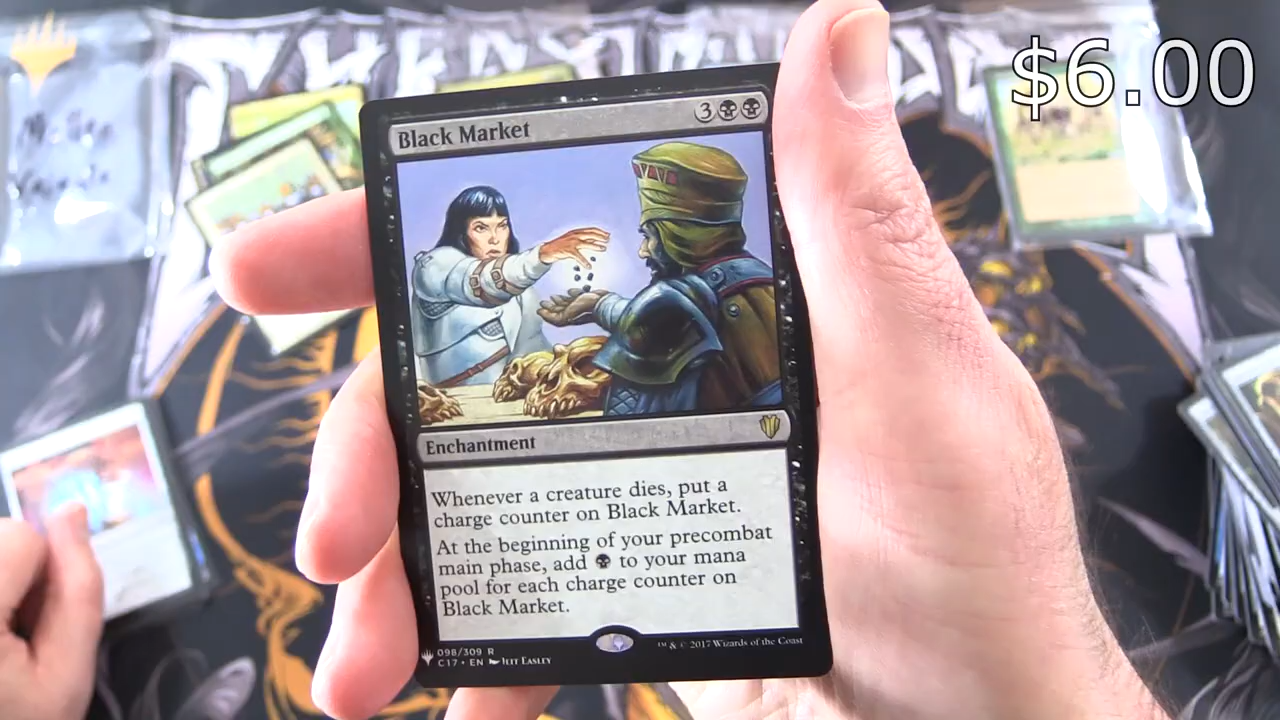 $6.00
Black Market
3
Enchantment
Whenever a creature dies, put a
charge counter on Black Market.
At the beginning of your precombat
main phase, add to your mana
pool for each charge counter on
Black Market.
098/309 R
C17 • EN Jeff Easley
™ & © 2017 Wizards of the Coast